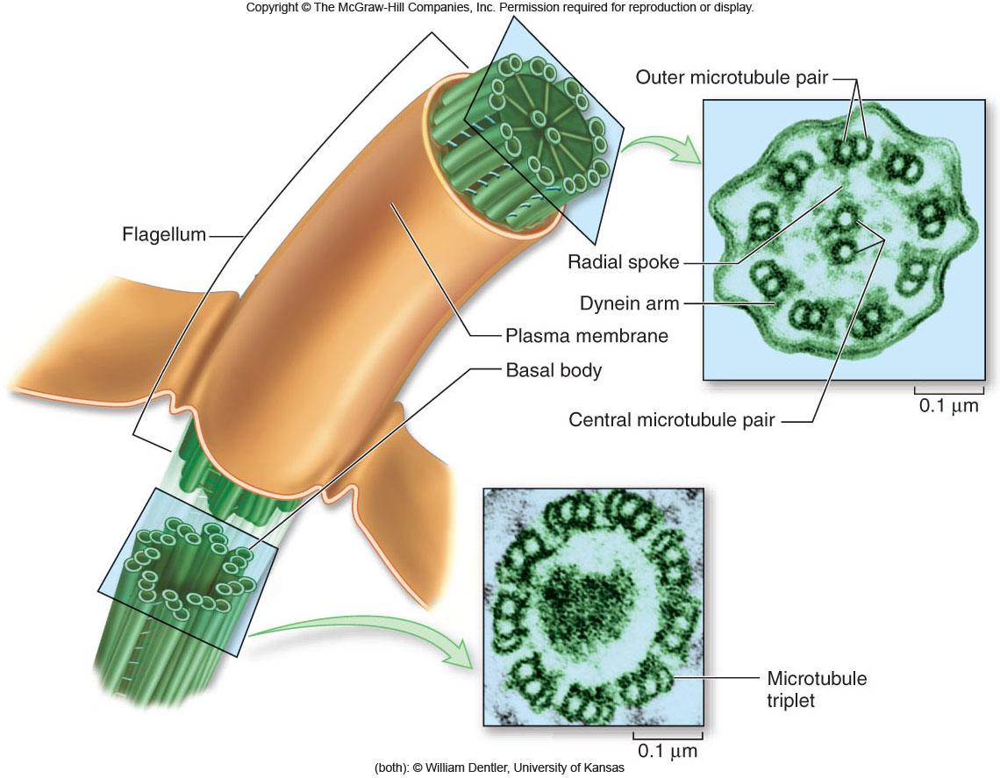 Copyright © The McGraw-Hill Companies, Inc. Permission required for reproduction or display.
Outer microtubule pair
Flagellum
Radial spoke
Dynein arm
Plasma membrane
Basal body
0.1 μm
Central microtubule pair
Microtubule
triplet
0.1 μm
(both): © William Dentler, University of Kansas